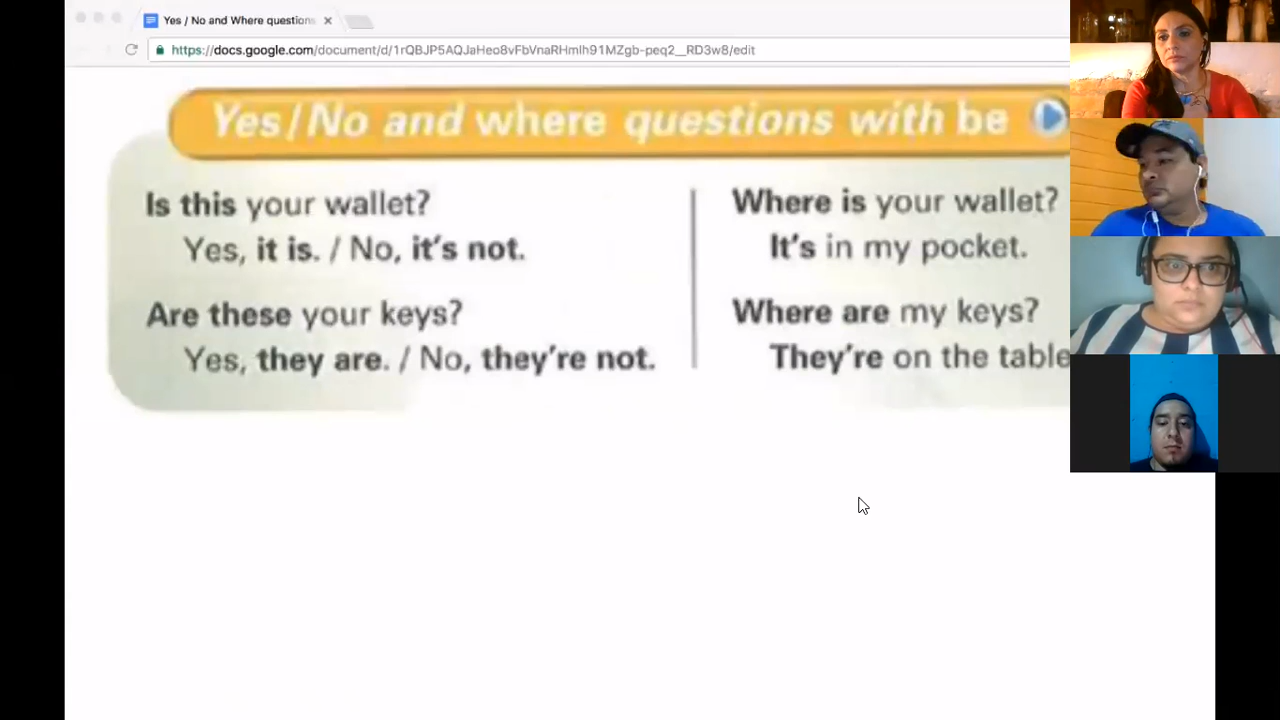 Yes / No and Where questions
https://docs.google.com/document/d/1rQBJP5AQJaHeo8vFbVnaRHmlh91MZgb-peq2__RD3w8/edit
Yes / No and where questions with be
Is this your wallet?
Yes, it is. / No, it's not.
Are these your keys?
Yes, they are. / No, they're not.
Where is your wallet?
It's in my pocket.
Where are my keys?
They're on the table